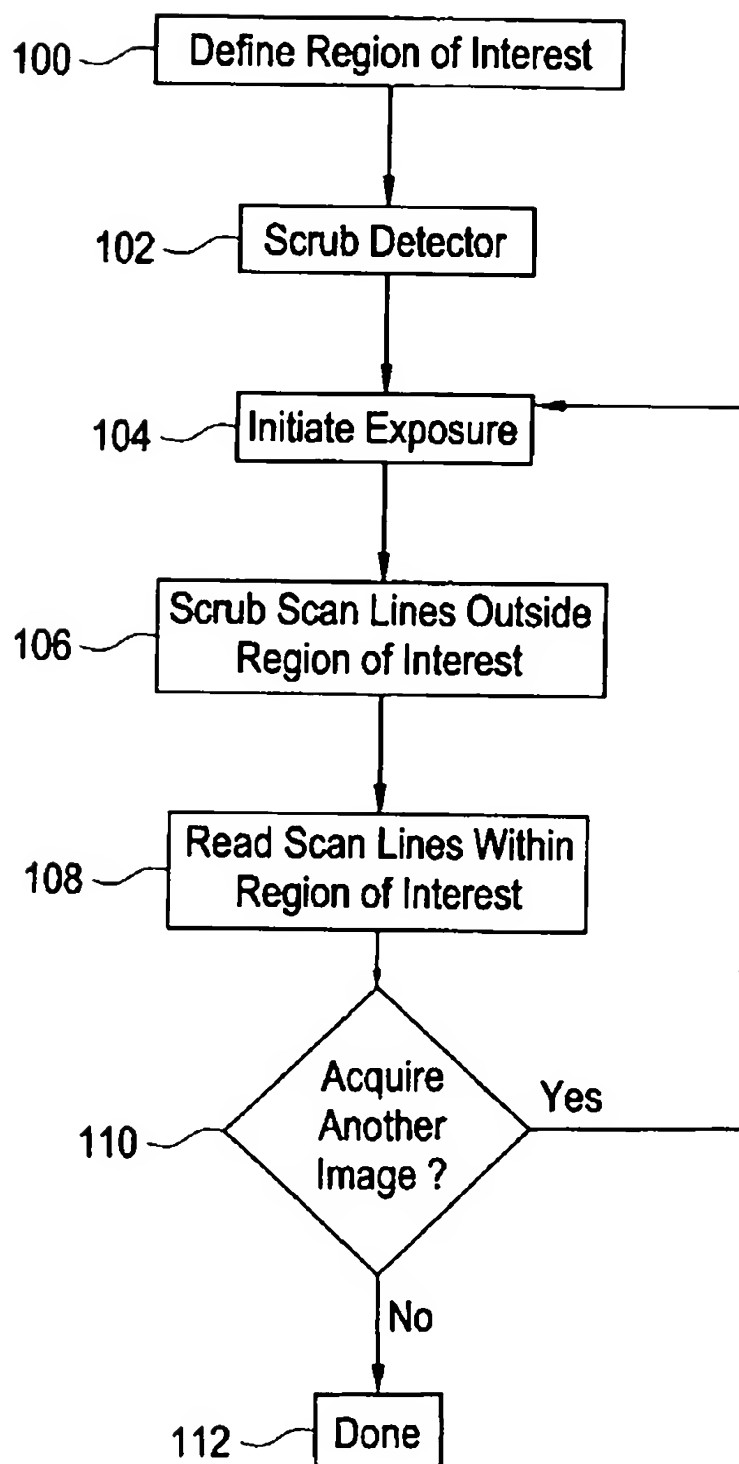 100
Define Region of Interest
102
Scrub Detector
104
Initiate Exposure
106
Scrub Scan Lines Outside
Region of Interest
108
Read Scan Lines Within
Region of Interest
110
Acquire
Another
Image ?
Yes
No
112
Done